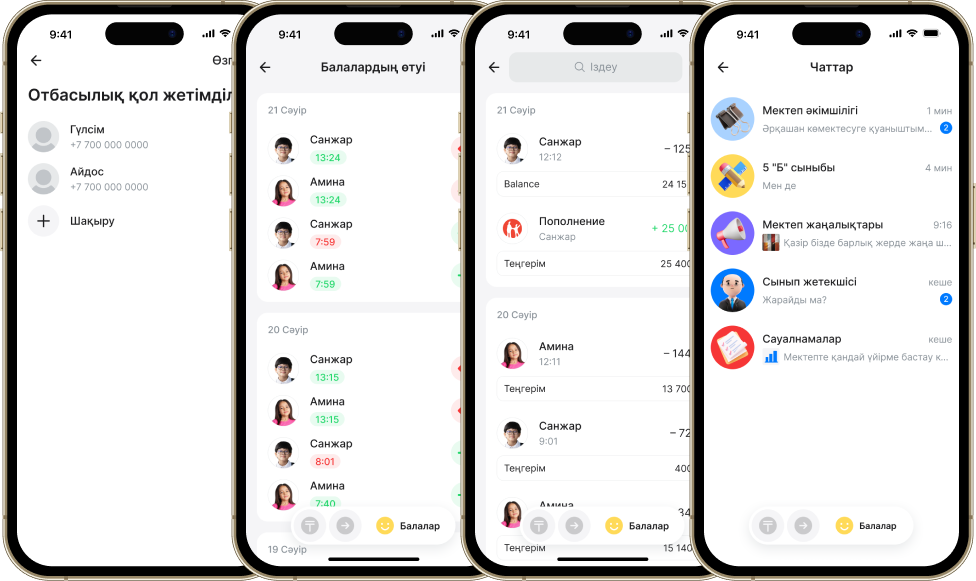 9:41
Өзг
Отбасылық қол жетімділ
Гүлсім
+7 700 000 0000
Айдос
+7 700 000 0000
Шақыру
9:41
Балалардың өтуі
21 Сәуір
Санжар
13:24
Амина
13:24
Санжар
7:59
Амина
7:59
20 Сәуір
Санжар
13:15
Амина
13:15
Санжар
8:01
Амина
7:40
Балалар
19 Сәуір
9:41
Іздеу
21 Сәуір
Санжар
12:12
− 125
Balance
24 15
Пополнение
Санжар
+ 25 00
Теңгерім
25 400
20 Сәуір
Амина
12:11
− 144
Теңгерім
13 700
Санжар
9:01
− 72
Теңгерім
400
Амина
34
Балалар
Теңгерім
15 140
9:41
Чаттар
Мектеп әкімшілігі
1 мин
Әрқашан көмектесуге қуаныштым...
2
5 "Б" сыныбы
4 мин
Мен де
Мектеп жаңалықтары
9:16
Қазір бізде барлық жерде жаңа ш...
Сынып жетекшісі
кеше
Жарайды ма?
2
Сауалнамалар
кеше
Мектепте қандай үйірме бастау к...
Балалар